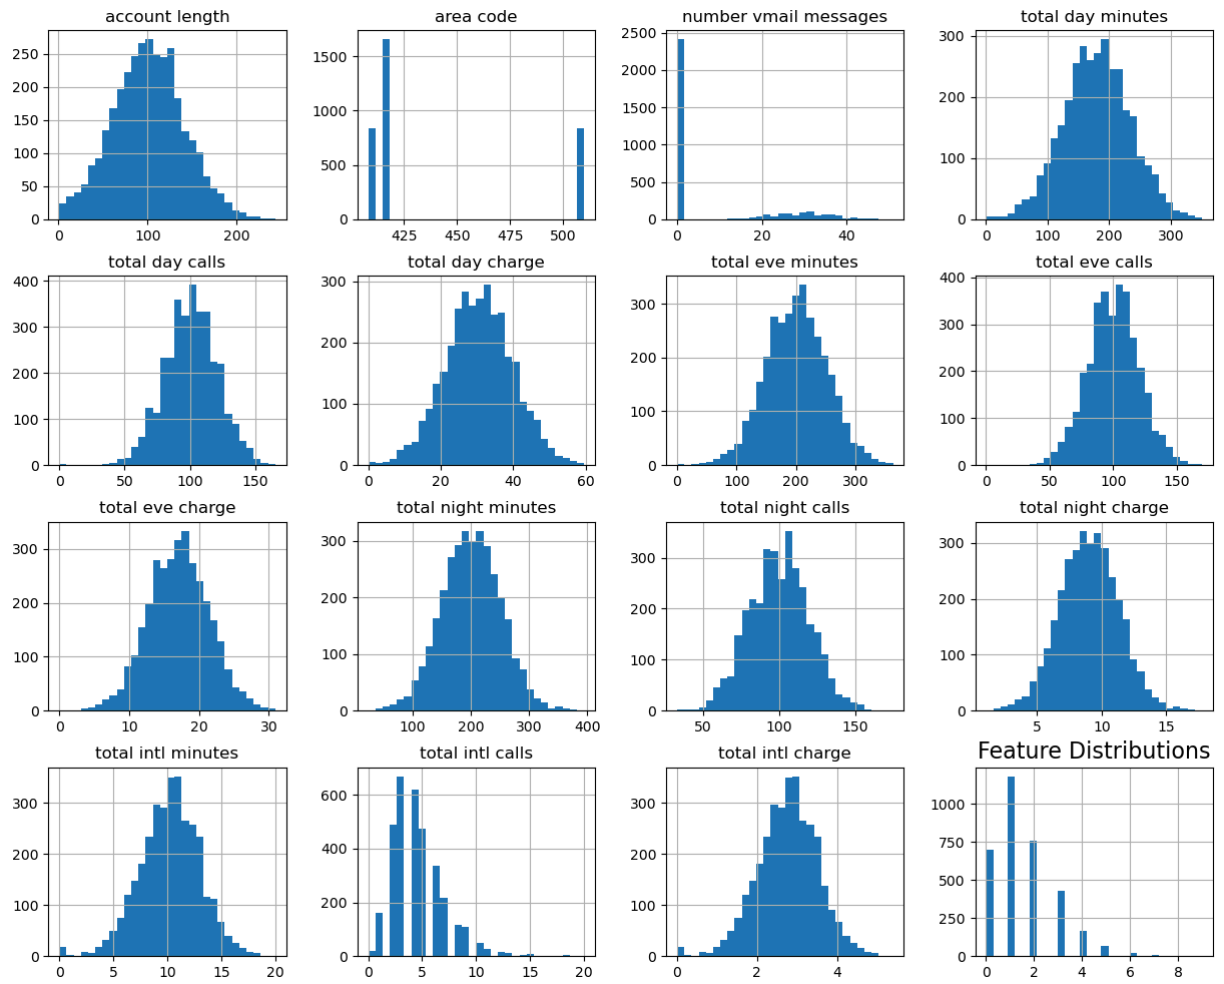 account length
area code
number vmail messages
total day minutes
250
200
150
100
50
0
0 100 200
1500
1000
500
0
425 450 475 500
2500
2000
1500
1000
500
0
0 20 40
300
200
100
0
0 100 200 300
total day calls
total day charge
total eve minutes
total eve calls
400
300
200
100
0
0 50 100 150
300
200
100
0
0 20 40 60
300
200
100
0
0 100 200 300
400
300
200
100
0
0 50 100 150
total eve charge
total night minutes
total night calls
total night charge
300
200
100
0
0 10 20 30
300
200
100
0
100 200 300 400
300
200
100
0
50 100 150
300
200
100
0
5 10 15
total intl minutes
total intl calls
total intl charge
Feature Distributions
300
200
100
0
0 5 10 15 20
600
400
200
0
0 5 10 15 20
300
200
100
0
0 2 4
1000
750
500
250
0
0 2 4 6 8